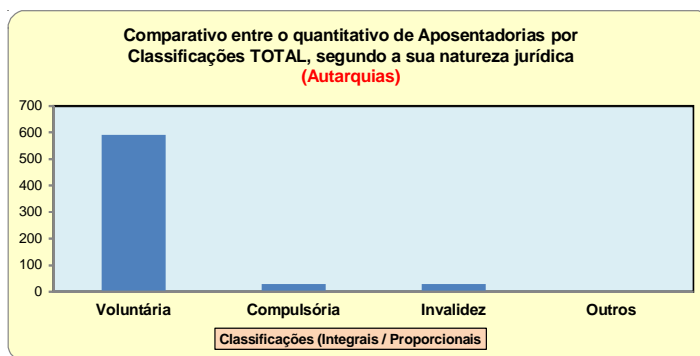 Comparativo entre o quantitativo de Aposentadorias por
Classificações TOTAL, segundo a sua natureza jurídica
(Autarquias)
700
600
500
400
300
200
100
0
Voluntária Compulsória Invalidez Outros
Classificações (Integrais / Proporcionais